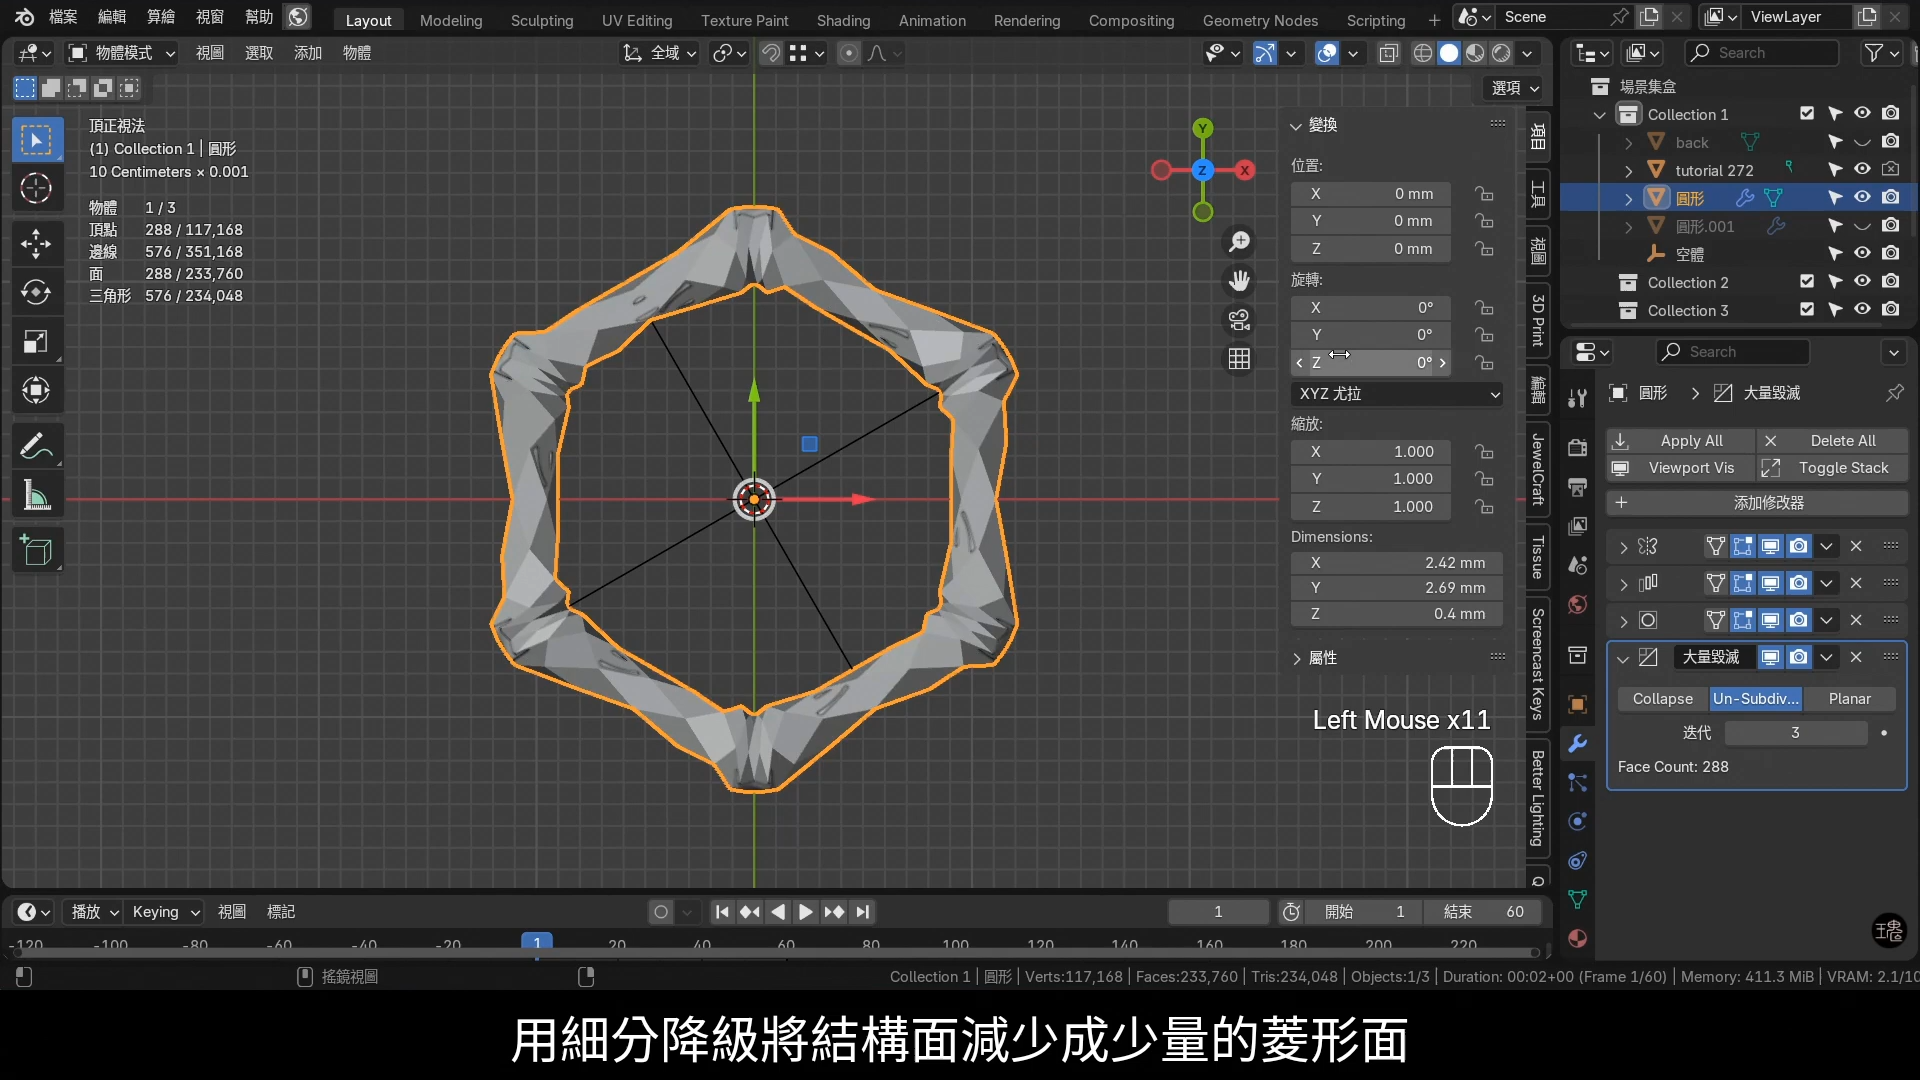 檔案 編輯 算繪 視窗 幫助 Layout Modeling Sculpting UV Editing Texture Paint Shading Animation Rendering Compositing Geometry Nodes Scripting + Scene ViewLayer
物體模式 視圖 選取 添加 物體 全域 Search
選項
頂正視法
(1) Collection 1 | 圓形
10 Centimeters × 0.001
物體 1 / 3
頂點 288 / 117,168
邊線 576 / 351,168
面 288 / 233,760
三角形 576 / 234,048
Y
Z
X
變換
位置:
X 0 mm
Y 0 mm
Z 0 mm
旋轉:
X 0°
Y 0°
Z 0°
XYZ 尤拉
縮放:
X 1.000
Y 1.000
Z 1.000
Dimensions:
X 2.42 mm
Y 2.69 mm
Z 0.4 mm
屬性
Left Mouse x11
項目
工具
視圖
3D Print
編輯
JewelCraft
Tissue
Screencast Keys
Better Lighting
Q
場景集盒
Collection 1
back
tutorial 272
圓形
圓形.001
空體
Collection 2
Collection 3
Search
圓形 > 大量毀滅
Apply All Delete All
Viewport Vis Toggle Stack
+ 添加修改器
大量毀滅
Collapse Un-Subdiv... Planar
迭代 3
Face Count: 288
播放 Keying 視圖 標記 1 開始 1 結束 60
-120 -100 -80 -60 -40 -20 1 20 40 60 80 100 120 140 160 180 200 220
搖鏡視圖 Collection 1 | 圓形 | Verts:117,168 | Faces:233,760 | Tris:234,048 | Objects:1/3 | Duration: 00:02+00 (Frame 1/60) | Memory: 411.3 MiB | VRAM: 2.1/10
用細分降級將結構面減少成少量的菱形面